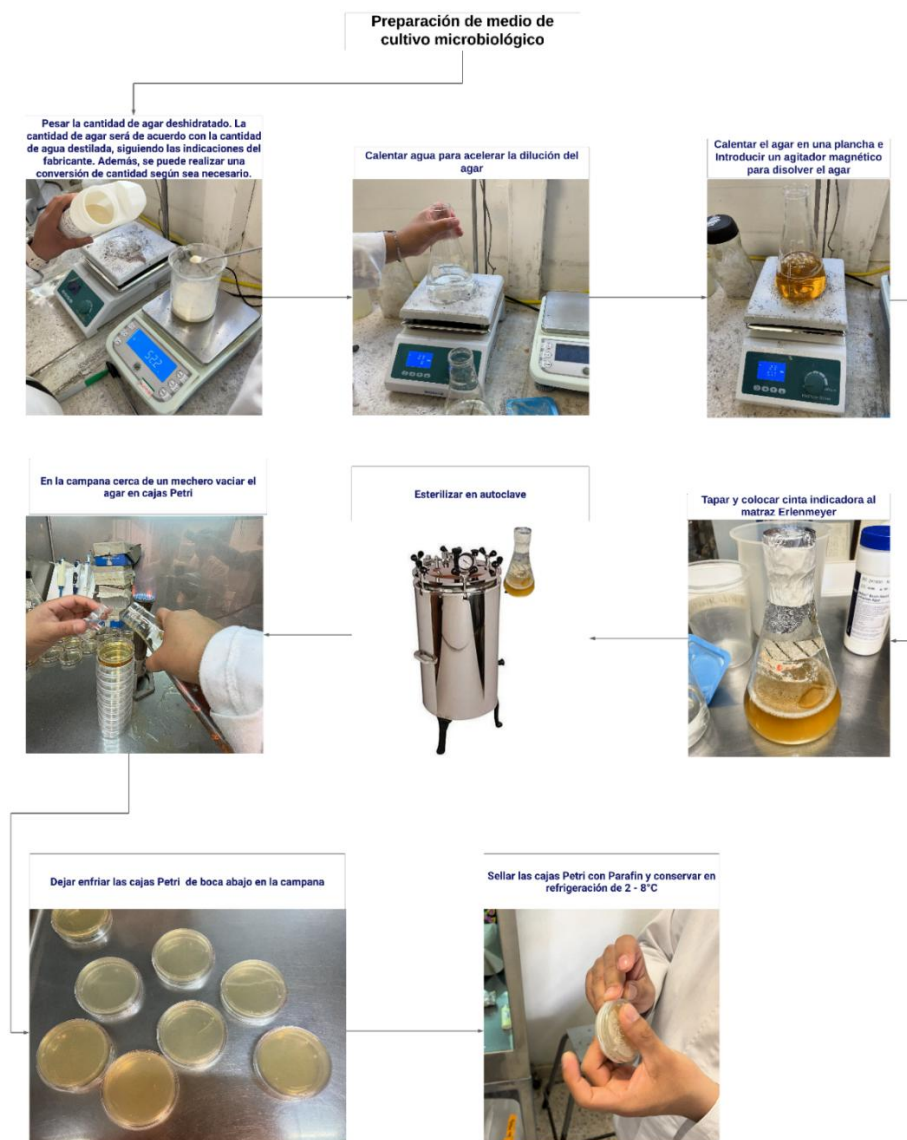 Preparación de medio de
cultivo microbiológico
Pesar la cantidad de agar deshidratado. La
cantidad de agar será de acuerdo con la cantidad
de agua destilada, siguiendo las indicaciones del
fabricante. Además, se puede realizar una
conversión de cantidad según sea necesario.
Calentar agua para acelerar la dilución del
agar
Calentar el agar en una plancha e
Introducir un agitador magnético
para disolver el agar
En la campana cerca de un mechero vaciar el
agar en cajas Petri
Esterilizar en autoclave
Tapar y colocar cinta indicadora al
matraz Erlenmeyer
Dejar enfriar las cajas Petri de boca abajo en la campana
Sellar las cajas Petri con Parafin y conservar en
refrigeración de 2 - 8°C